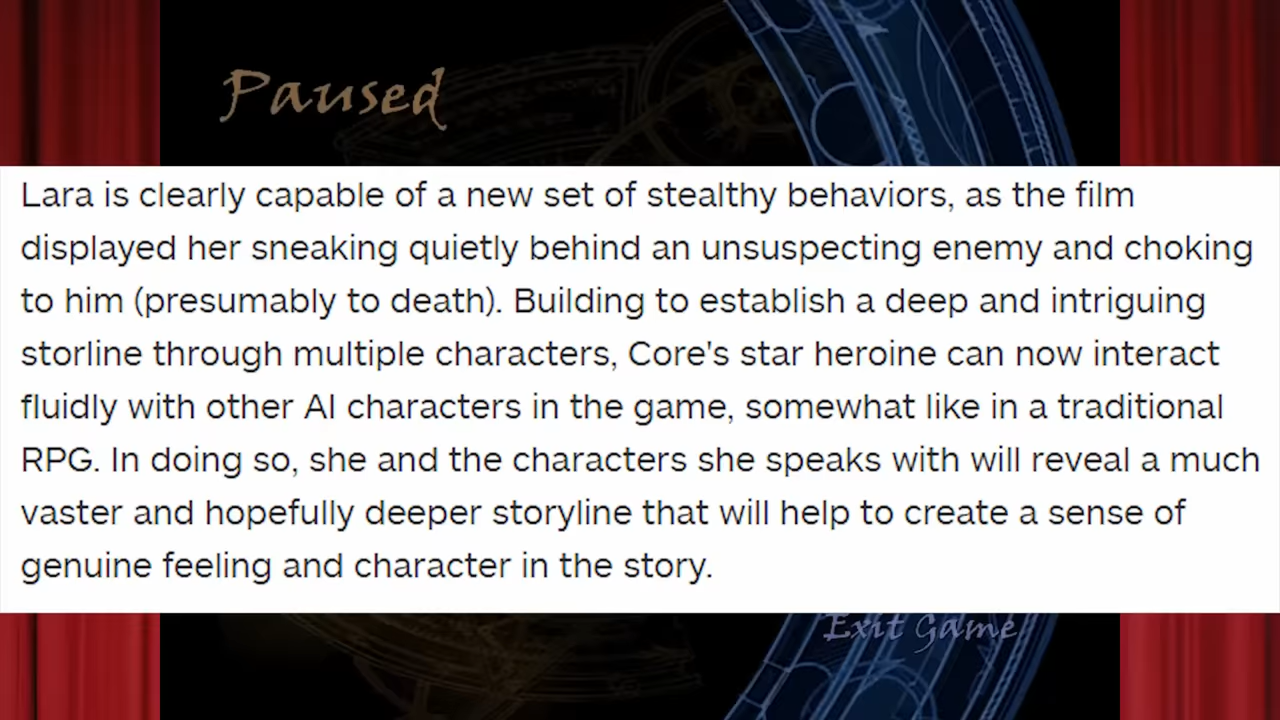 Paused
Lara is clearly capable of a new set of stealthy behaviors, as the film
displayed her sneaking quietly behind an unsuspecting enemy and choking
to him (presumably to death). Building to establish a deep and intriguing
storline through multiple characters, Core's star heroine can now interact
fluidly with other AI characters in the game, somewhat like in a traditional
RPG. In doing so, she and the characters she speaks with will reveal a much
vaster and hopefully deeper storyline that will help to create a sense of
genuine feeling and character in the story.
Exit Game